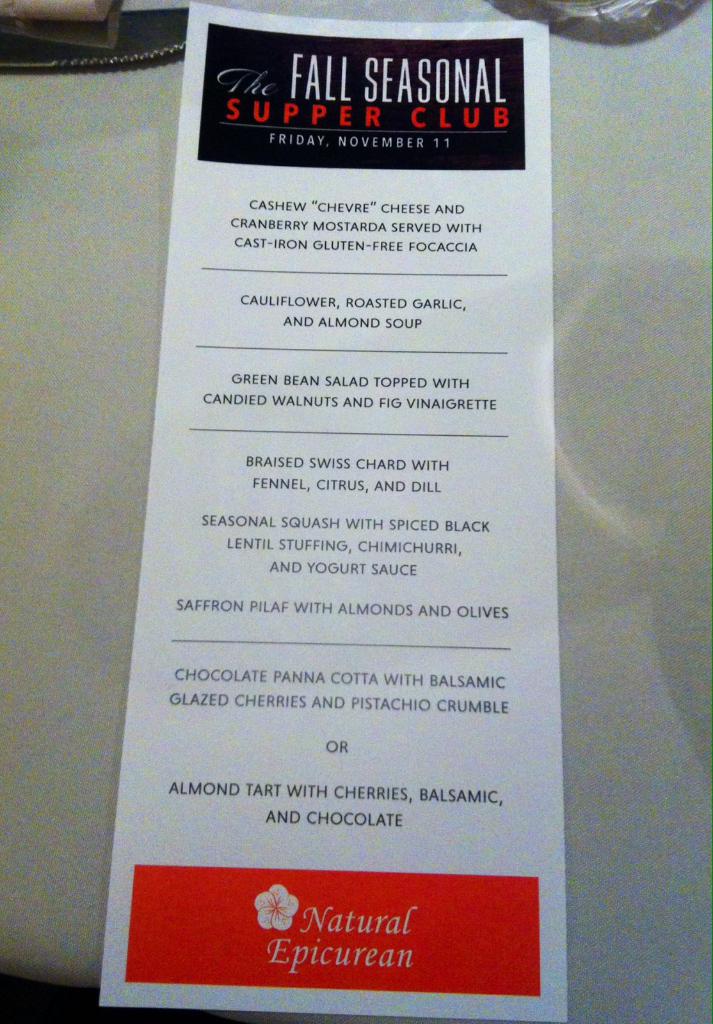 The FALL SEASONAL
SUPPER CLUB
FRIDAY, NOVEMBER 11
CASHEW "CHEVRE" CHEESE AND
CRANBERRY MOSTARDA SERVED WITH
CAST-IRON GLUTEN-FREE FOCACCIA
CAULIFLOWER, ROASTED GARLIC,
AND ALMOND SOUP
GREEN BEAN SALAD TOPPED WITH
CANDIED WALNUTS AND FIG VINAIGRETTE
BRAISED SWISS CHARD WITH
FENNEL, CITRUS, AND DILL
SEASONAL SQUASH WITH SPICED BLACK
LENTIL STUFFING, CHIMICHURRI,
AND YOGURT SAUCE
SAFFRON PILAF WITH ALMONDS AND OLIVES
CHOCOLATE PANNA COTTA WITH BALSAMIC
GLAZED CHERRIES AND PISTACHIO CRUMBLE
OR
ALMOND TART WITH CHERRIES, BALSAMIC,
AND CHOCOLATE
Natural
Epicurean